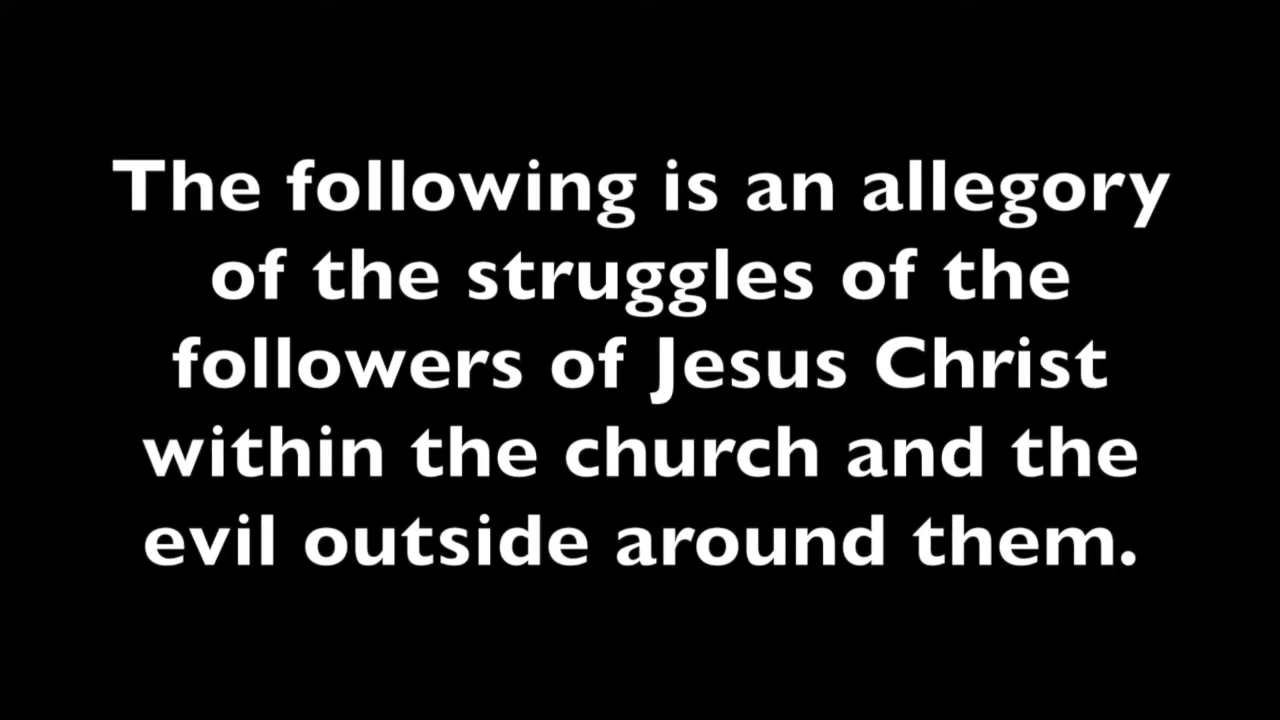 The following is an allegory
of the struggles of the
followers of Jesus Christ
within the church and the
evil outside around them.